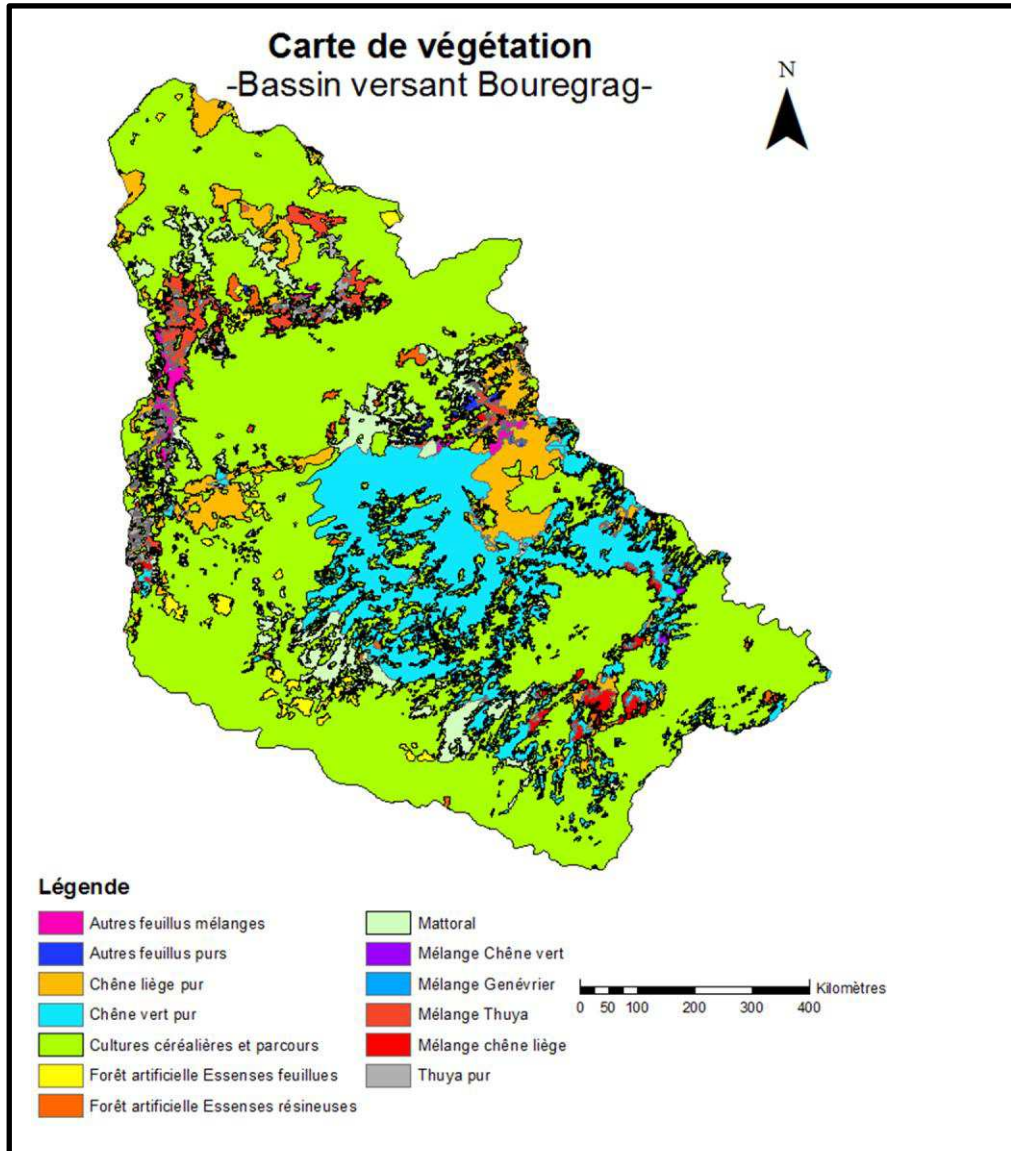 Carte de végétation
-Bassin versant Bouregrag-
N
Légende
Autres feuillus mélanges
Autres feuillus purs
Chêne liège pur
Chêne vert pur
Cultures céréalières et parcours
Forêt artificielle Essenses feuillues
Forêt artificielle Essenses résineuses
Mattoral
Mélange Chêne vert
Mélange Genévrier
Mélange Thuya
Mélange chêne liège
Thuya pur
Kilomètres
0 50 100 200 300 400